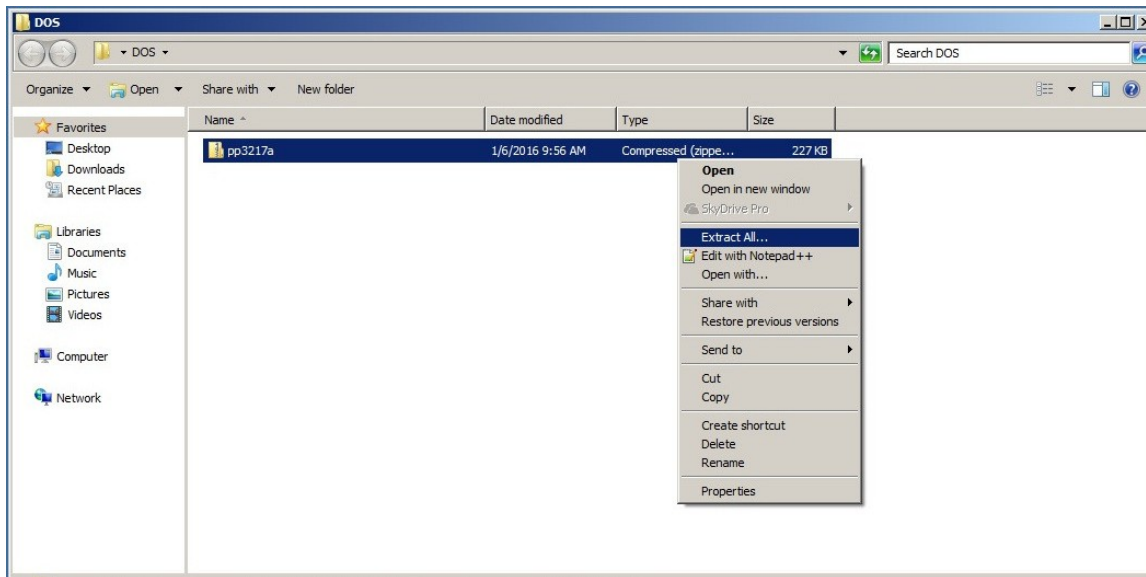 DOS
DOS
Search DOS
Organize Open Share with New folder
Name Date modified Type Size
pp3217a 1/6/2016 9:56 AM Compressed (zippe... 227 KB
Favorites
Desktop
Downloads
Recent Places
Libraries
Documents
Music
Pictures
Videos
Computer
Network
Open
Open in new window
SkyDrive Pro
Extract All...
Edit with Notepad++
Open with...
Share with
Restore previous versions
Send to
Cut
Copy
Create shortcut
Delete
Rename
Properties